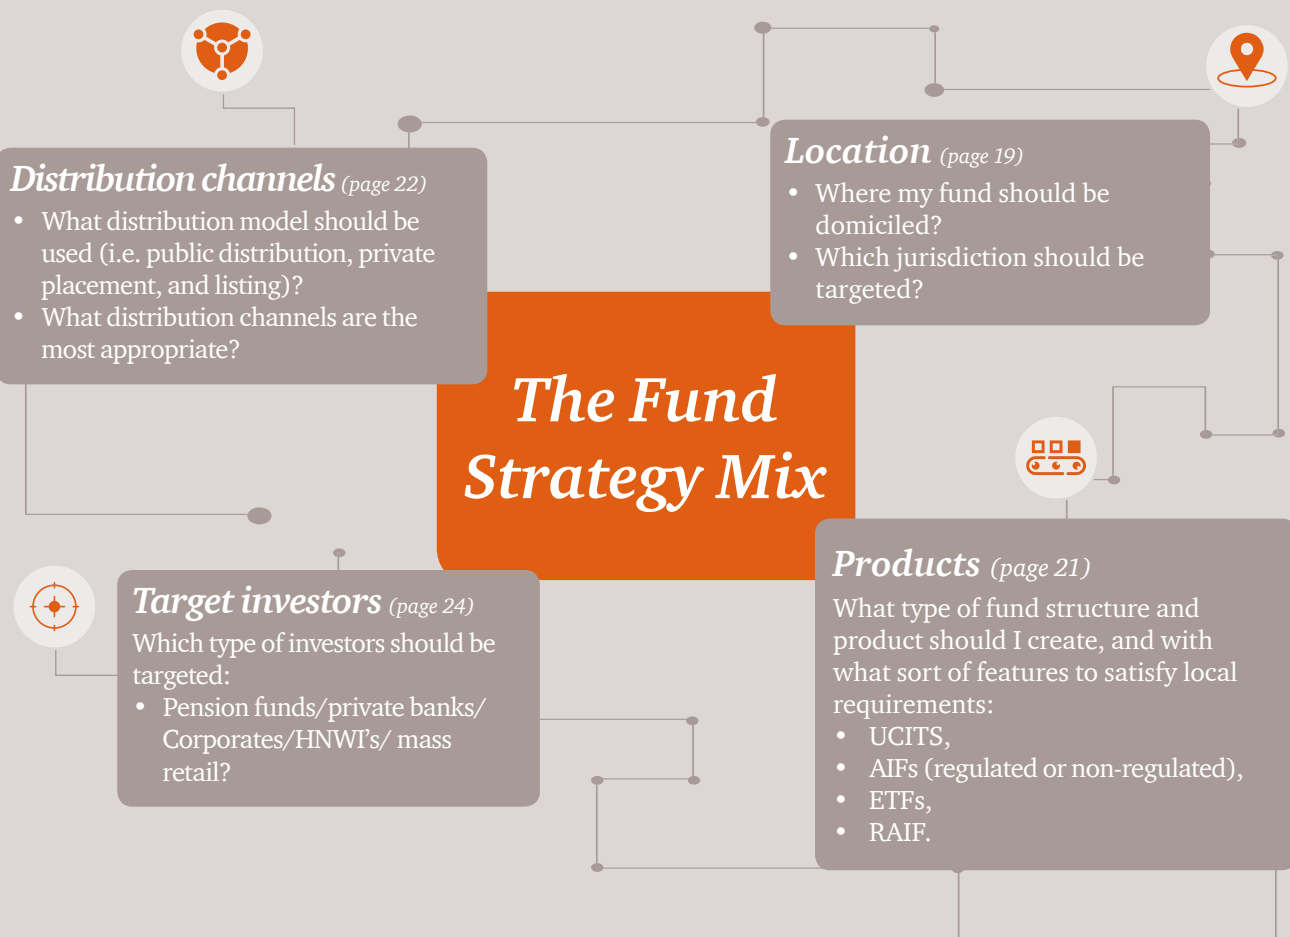 Distribution channels (page 22)
• What distribution model should be
used (i.e. public distribution, private
placement, and listing)?
• What distribution channels are the
most appropriate?
Location (page 19)
• Where my fund should be
domiciled?
• Which jurisdiction should be
targeted?
The Fund
Strategy Mix
Target investors (page 24)
Which type of investors should be
targeted:
• Pension funds/private banks/
Corporates/HNWI's/ mass
retail?
Products (page 21)
What type of fund structure and
product should I create, and with
what sort of features to satisfy local
requirements:
• UCITS,
• AIFs (regulated or non-regulated),
• ETFs,
• RAIF.